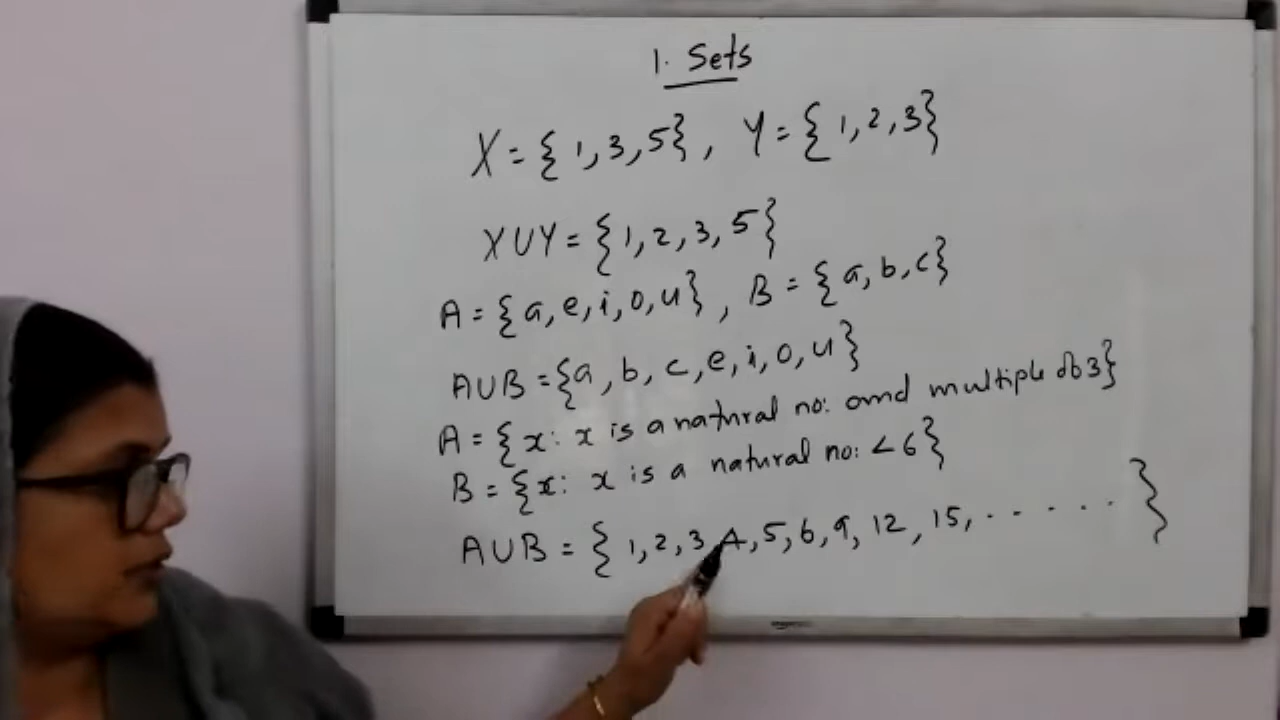 1. Sets
X = { 1, 3, 5 } , Y = { 1, 2, 3 }
X U Y = { 1, 2, 3, 5 }
A = { a, e, i, o, u } , B = { a, b, c }
A U B = { a , b, c, e, i, o, u }
A = { x : x is a natural no: and multiple of 3 }
B = { x : x is a natural no: < 6 }
A U B = { 1, 2, 3, 4, 5, 6, 9, 12, 15, ...... }